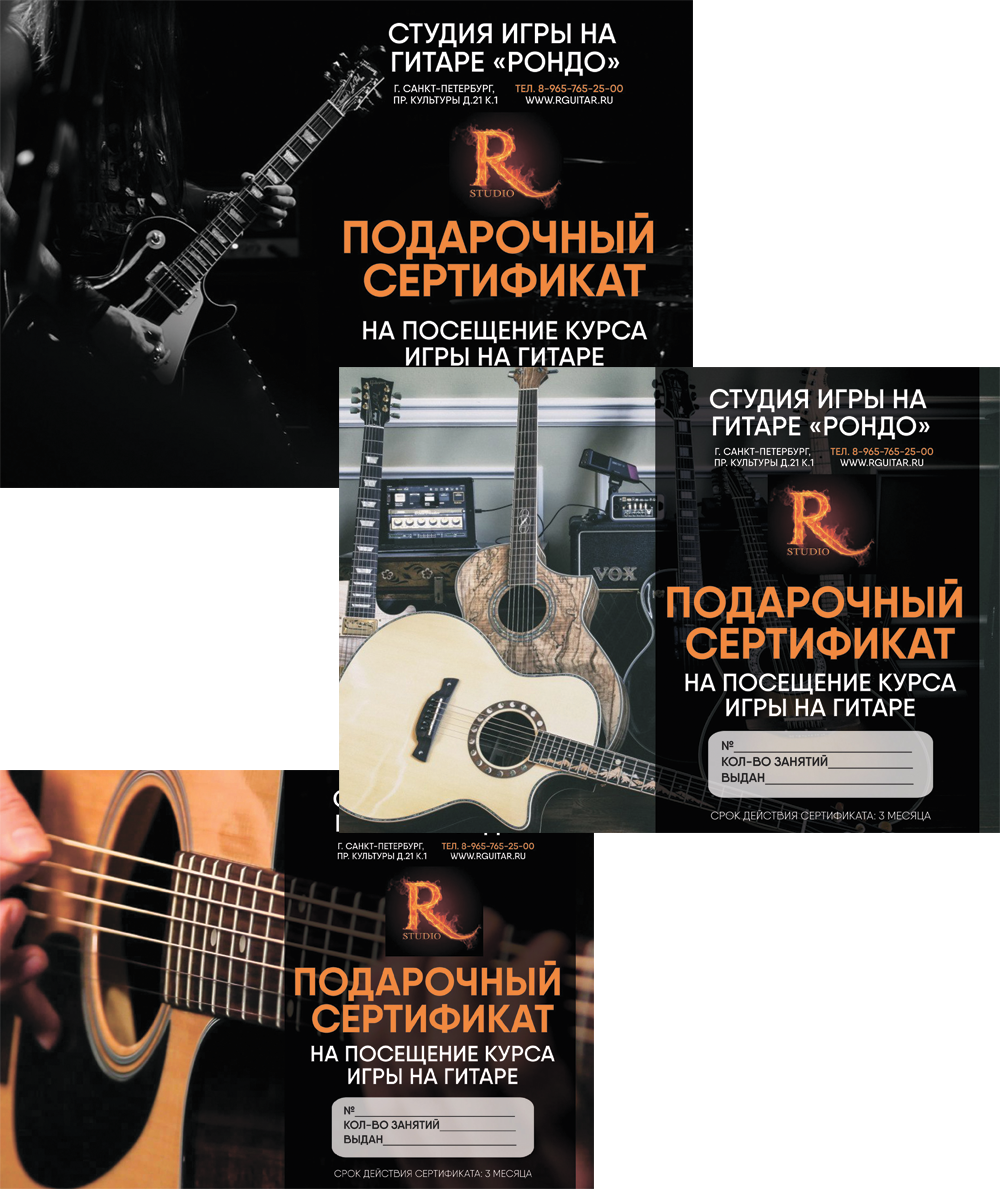 СТУДИЯ ИГРЫ НА
ГИТАРЕ «РОНДО»
Г. САНКТ-ПЕТЕРБУРГ,
ПР. КУЛЬТУРЫ Д.21 К.1
ТЕЛ. 8-965-765-25-00
WWW.RGUITAR.RU
R
STUDIO
ПОДАРОЧНЫЙ
СЕРТИФИКАТ
НА ПОСЕЩЕНИЕ КУРСА
ИГРЫ НА ГИТАРЕ
СТУДИЯ ИГРЫ НА
ГИТАРЕ «РОНДО»
Г. САНКТ-ПЕТЕРБУРГ,
ПР. КУЛЬТУРЫ Д.21 К.1
ТЕЛ. 8-965-765-25-00
WWW.RGUITAR.RU
R
STUDIO
VOX
ПОДАРОЧНЫЙ
СЕРТИФИКАТ
НА ПОСЕЩЕНИЕ КУРСА
ИГРЫ НА ГИТАРЕ
№
КОЛ-ВО ЗАНЯТИЙ
ВЫДАН
СРОК ДЕЙСТВИЯ СЕРТИФИКАТА: 3 МЕСЯЦА
Г. САНКТ-ПЕТЕРБУРГ,
ПР. КУЛЬТУРЫ Д.21 К.1
ТЕЛ. 8-965-765-25-00
WWW.RGUITAR.RU
R
STUDIO
ПОДАРОЧНЫЙ
СЕРТИФИКАТ
НА ПОСЕЩЕНИЕ КУРСА
ИГРЫ НА ГИТАРЕ
№
КОЛ-ВО ЗАНЯТИЙ
ВЫДАН
СРОК ДЕЙСТВИЯ СЕРТИФИКАТА: 3 МЕСЯЦА